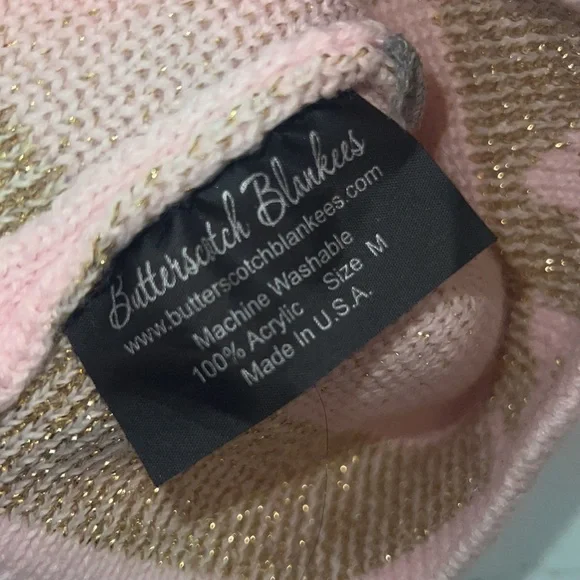 Butterscotch Blankees
www.butterscotchblankees.com
Machine Washable
100% Acrylic Size M
Made in U.S.A.